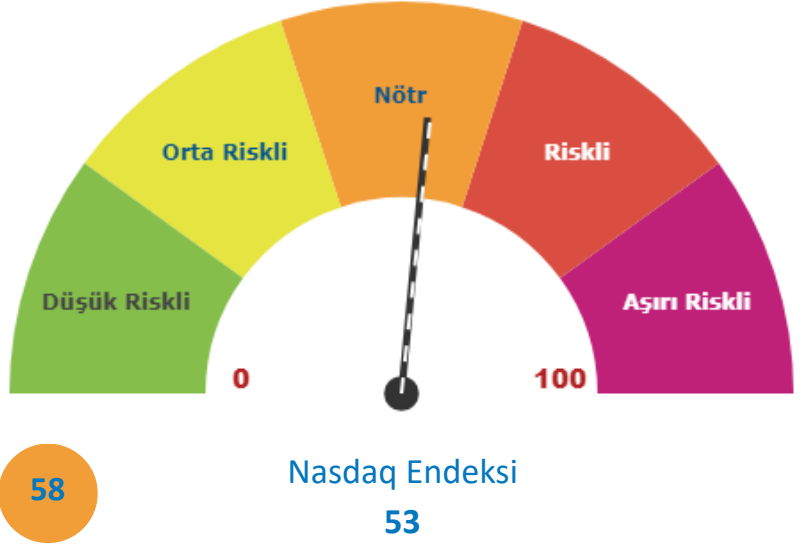 Nötr
Orta Riskli
Riskli
Düşük Riskli
Aşırı Riskli
0
100
58
Nasdaq Endeksi
53